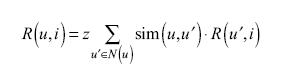 R(u,i) = z ∑ sim(u,u′)·R(u′,i)
u′∈N(u)